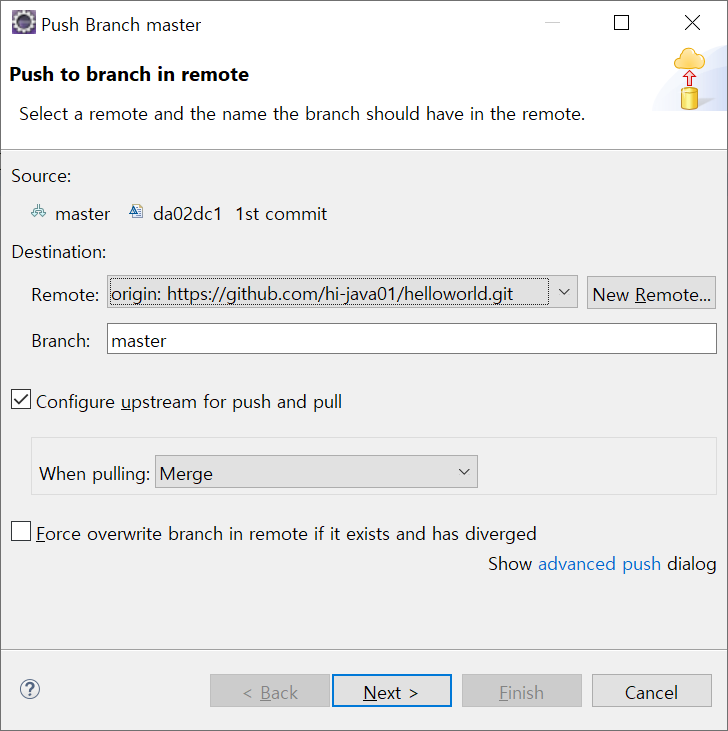 Push Branch master
Push to branch in remote
Select a remote and the name the branch should have in the remote.
Source:
master da02dc1 1st commit
Destination:
Remote: origin: https://github.com/hi-java01/helloworld.git New Remote...
Branch: master
Configure upstream for push and pull
When pulling: Merge
Force overwrite branch in remote if it exists and has diverged
Show advanced push dialog
? < Back Next > Finish Cancel